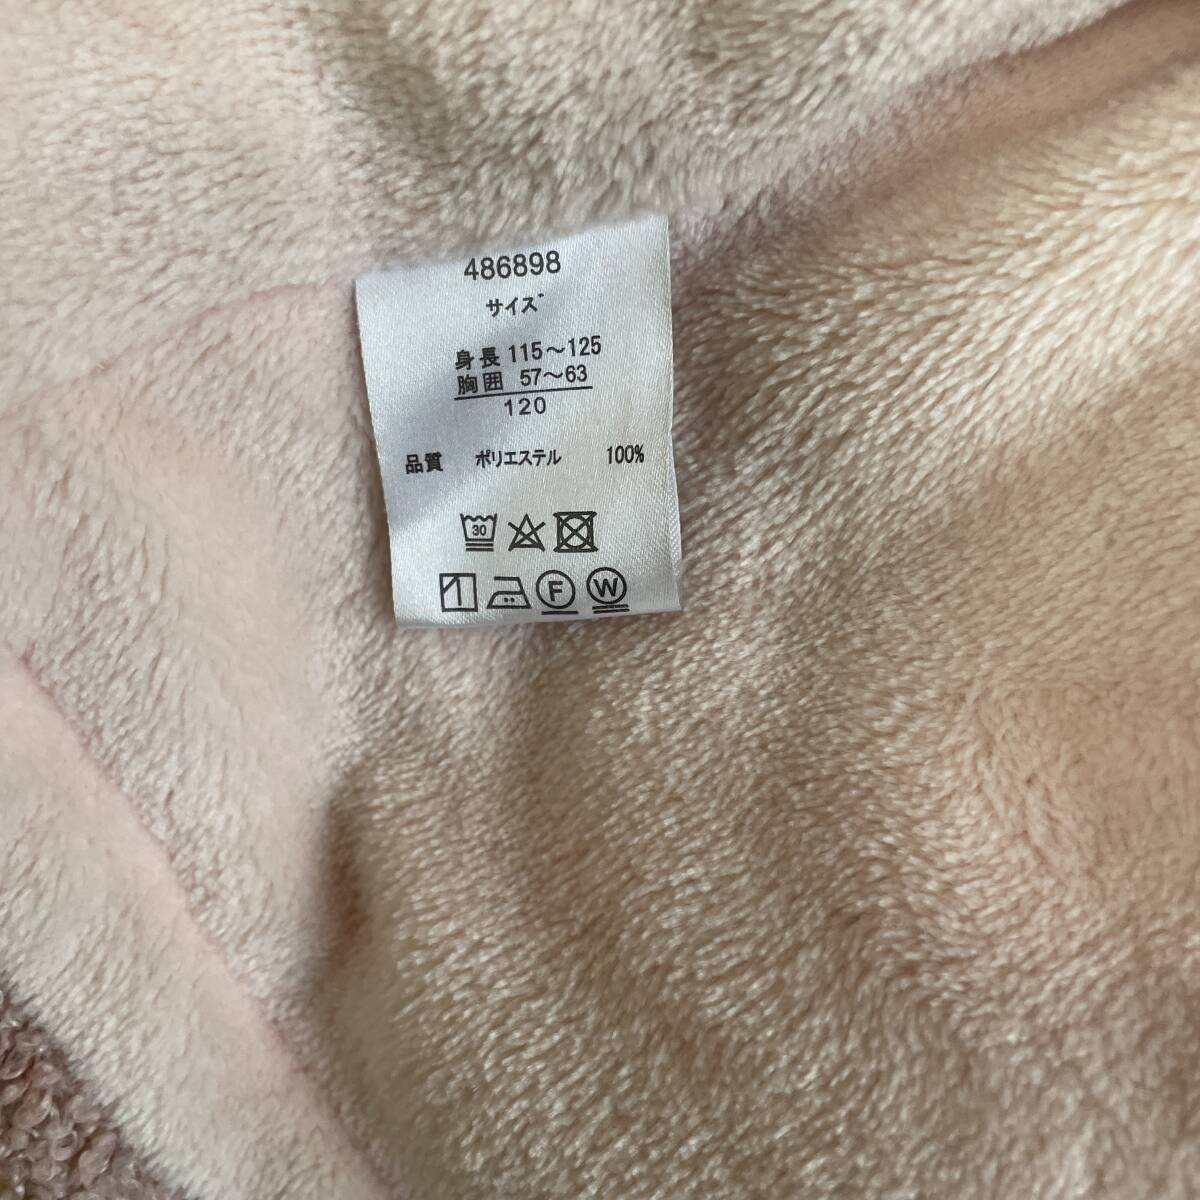 486898
サイズ
身長 115～125
胸囲 57～63
120
品質 ポリエステル 100%
30
F W